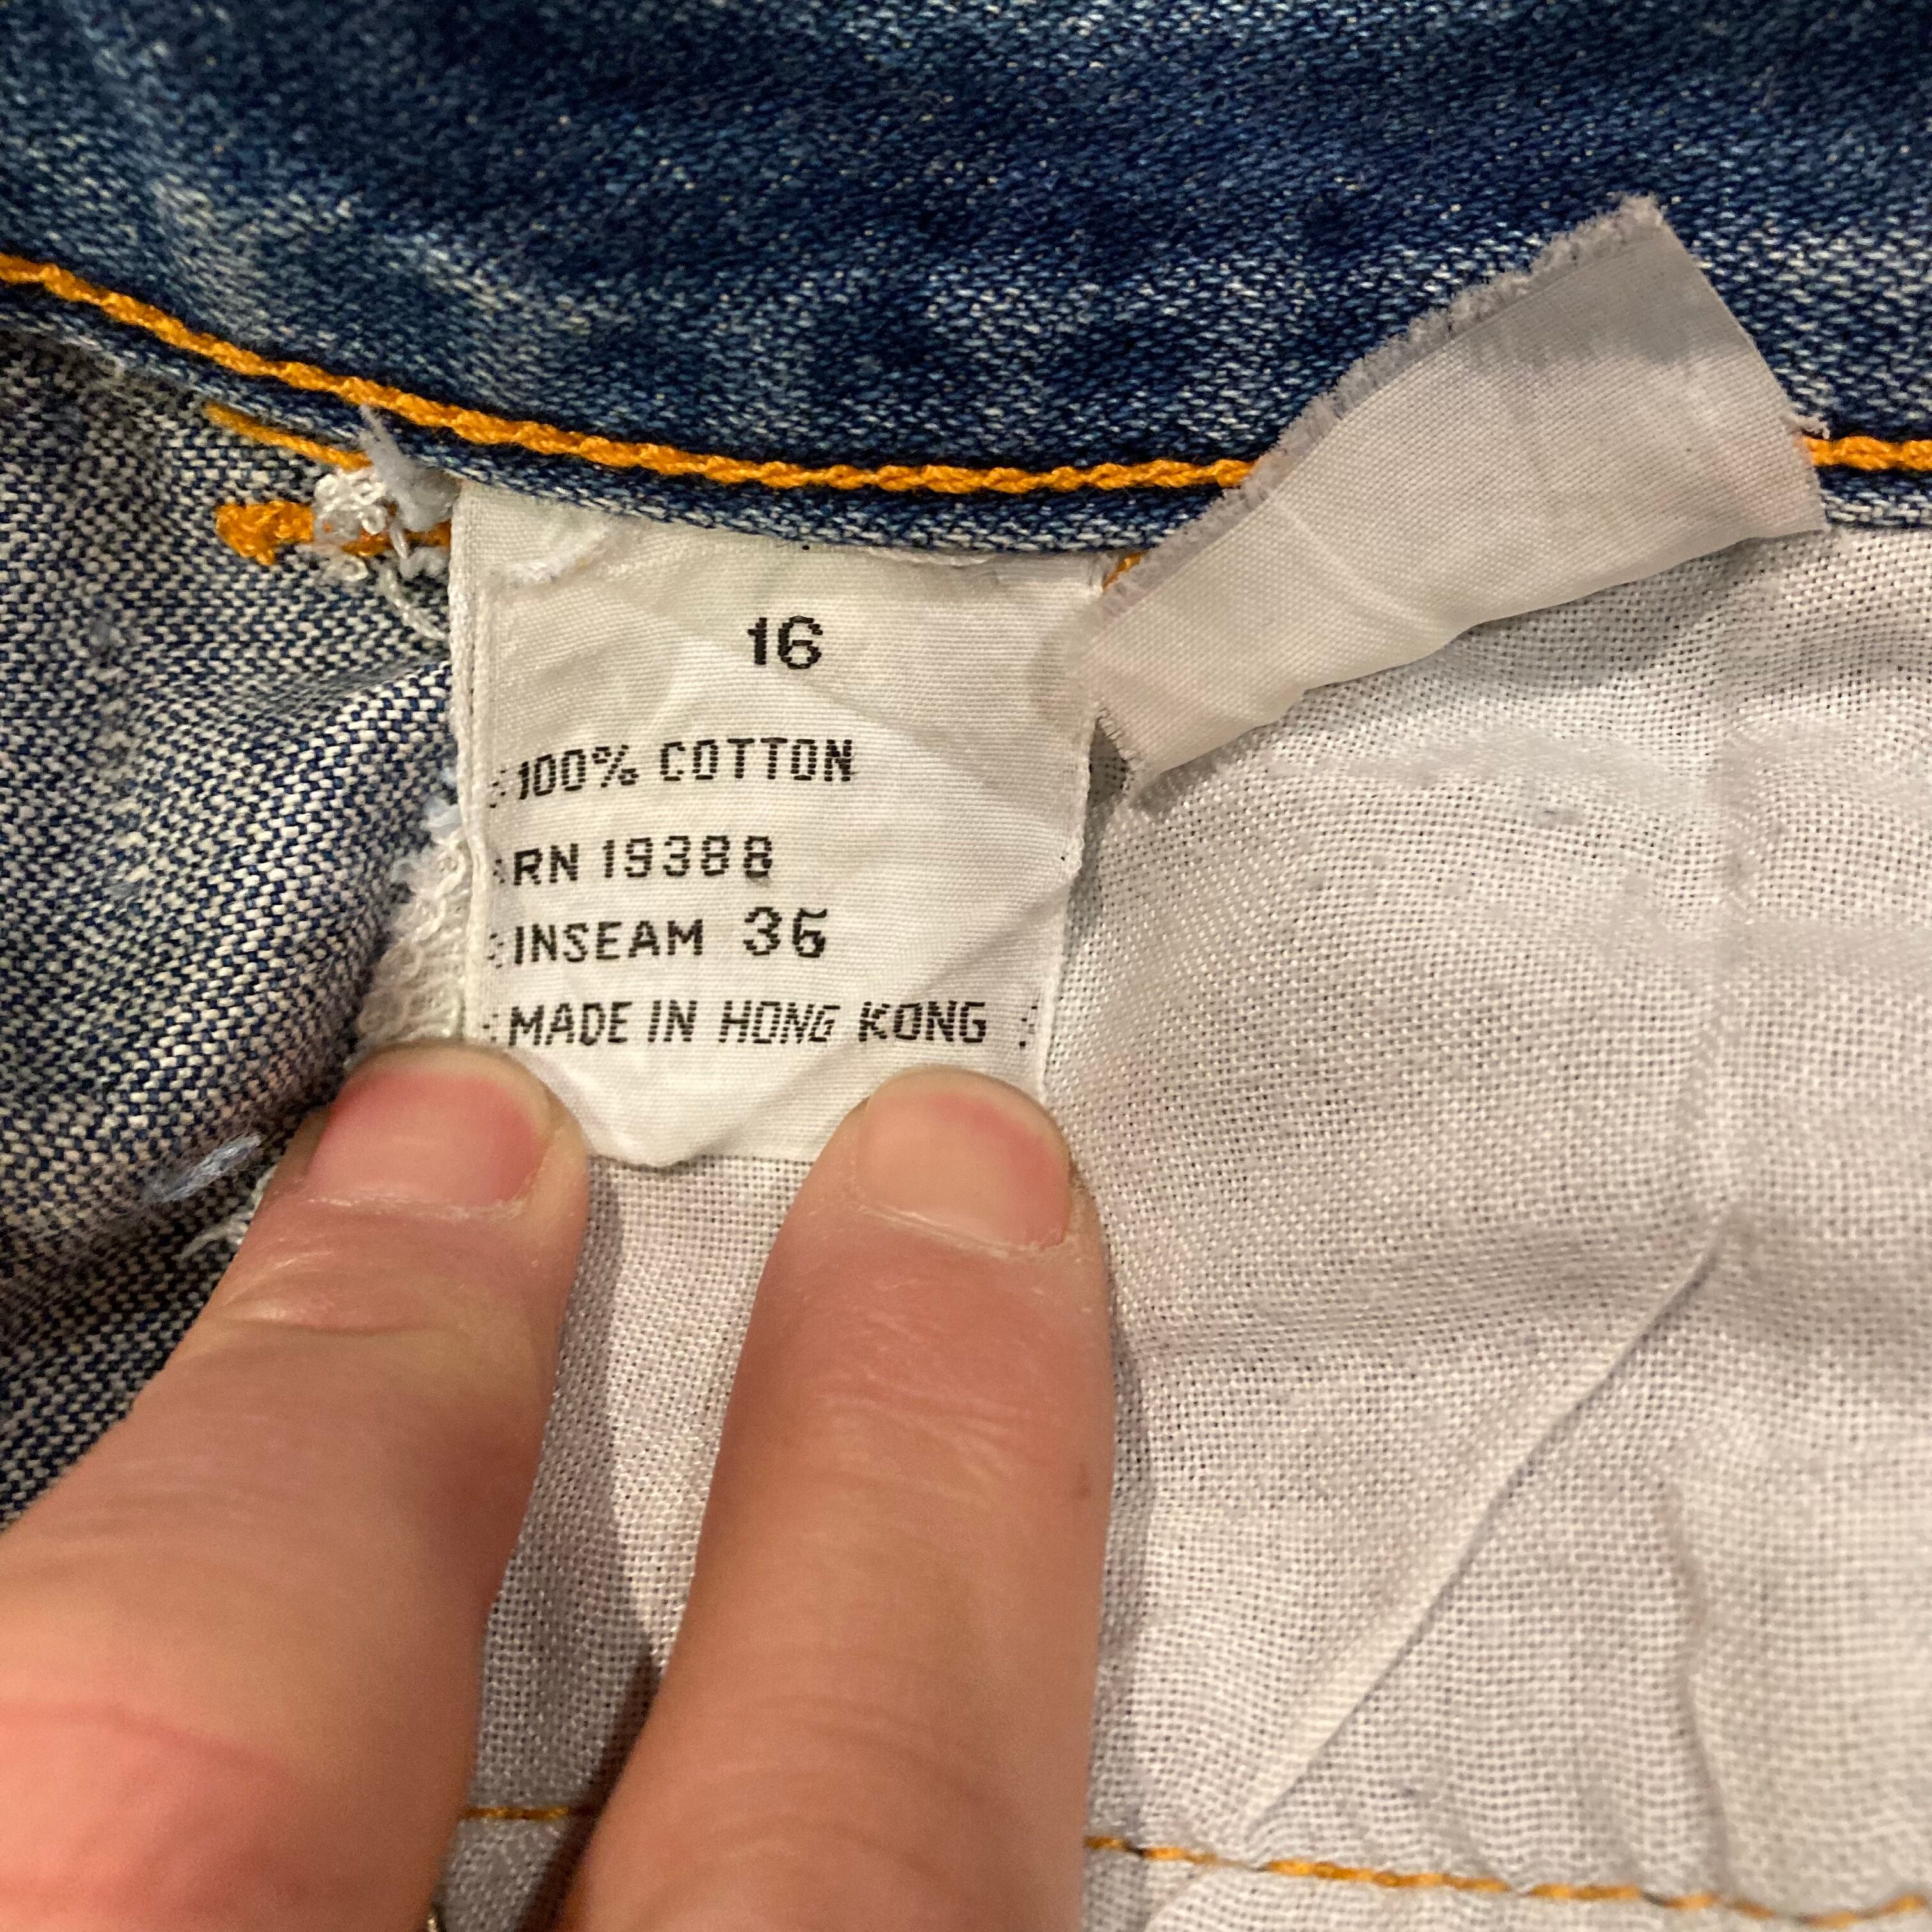 16
100% COTTON
RN 19388
INSEAM 36
MADE IN HONG KONG